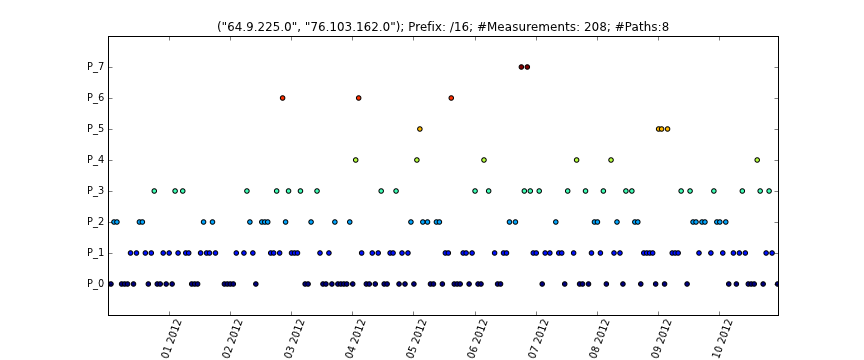 ("64.9.225.0", "76.103.162.0"); Prefix: /16; #Measurements: 208; #Paths:8
P_7
P_6
P_5
P_4
P_3
P_2
P_1
P_0
01 2012
02 2012
03 2012
04 2012
05 2012
06 2012
07 2012
08 2012
09 2012
10 2012